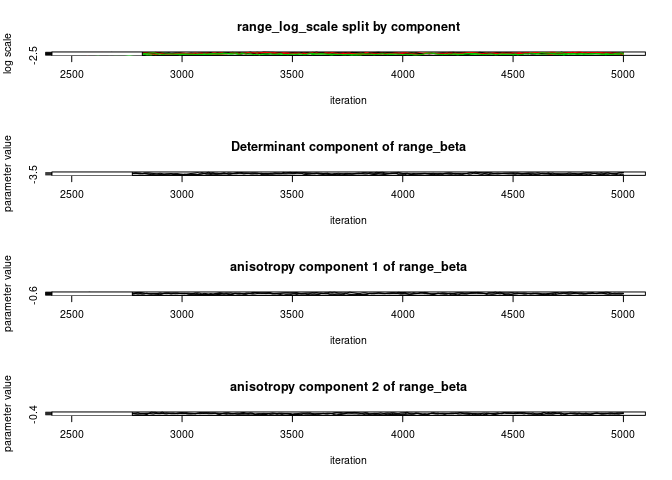 range_log_scale split by component
log scale
-2.5
2500 3000 3500 4000 4500 5000
iteration
Determinant component of range_beta
parameter value
-3.5
2500 3000 3500 4000 4500 5000
iteration
anisotropy component 1 of range_beta
parameter value
-0.6
2500 3000 3500 4000 4500 5000
iteration
anisotropy component 2 of range_beta
parameter value
-0.4
2500 3000 3500 4000 4500 5000
iteration